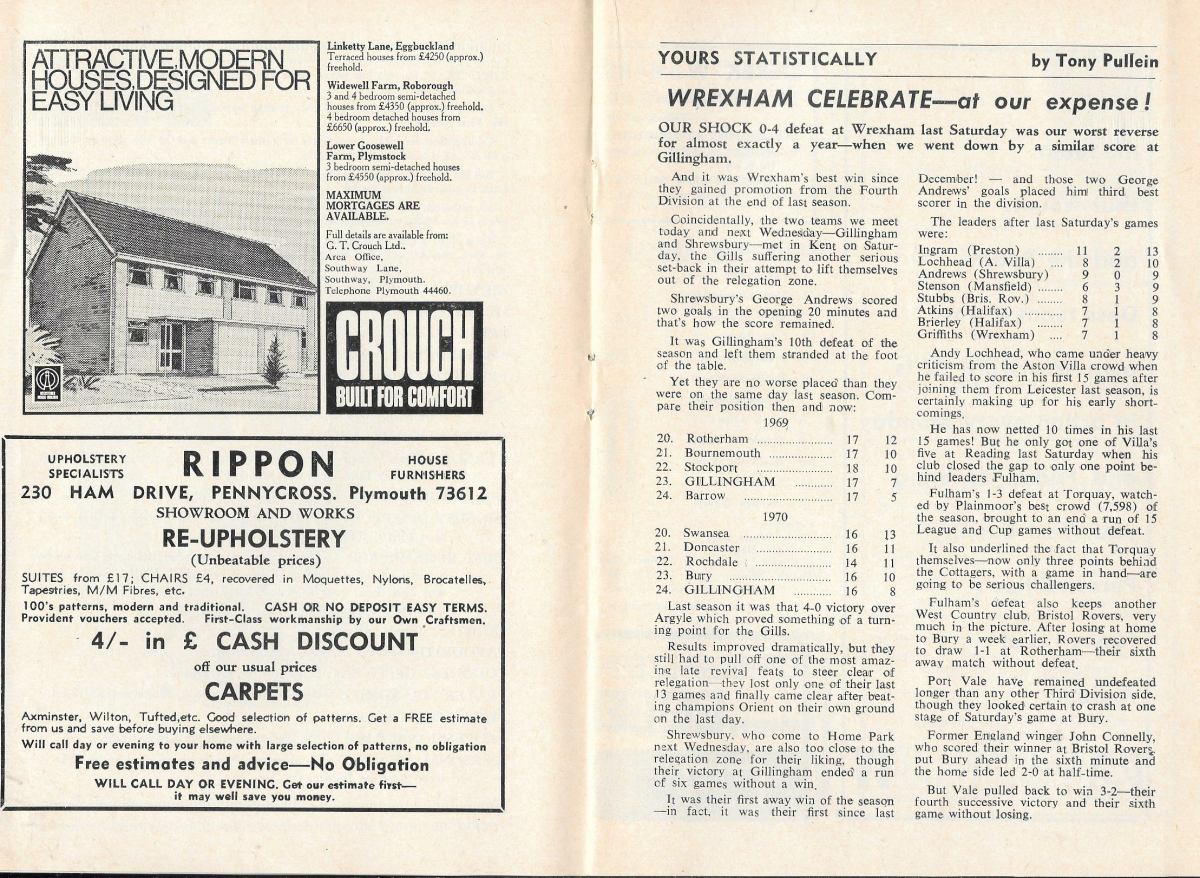 ATTRACTIVE,MODERN
HOUSES,DESIGNED FOR
EASY LIVING
Linketty Lane, Eggbuckland
Terraced houses from £4250 (approx.)
freehold.
Widewell Farm, Roborough
3 and 4 bedroom semi-detached
houses from £4350 (approx.) freehold.
4 bedroom detached houses from
£6650 (approx.) freehold.
Lower Goosewell
Farm, Plymstock
3 bedroom semi-detached houses
from £4550 (approx.) freehold.
MAXIMUM
MORTGAGES ARE
AVAILABLE.
Full details are available from:
G. T. Crouch Ltd..
Area Office,
Southway Lane,
Southway, Plymouth.
Telephone Plymouth 44460.
CROUCH
BUILT FOR COMFORT
UPHOLSTERY
SPECIALISTS
RIPPON
HOUSE
FURNISHERS
230 HAM DRIVE, PENNYCROSS. Plymouth 73612
SHOWROOM AND WORKS
RE-UPHOLSTERY
(Unbeatable prices)
SUITES from £17; CHAIRS £4, recovered in Moquettes, Nylons, Brocatelles,
Tapestries, M/M Fibres, etc.
100's patterns, modern and traditional. CASH OR NO DEPOSIT EASY TERMS.
Provident vouchers accepted. First-Class workmanship by our Own Craftsmen.
4/- in £ CASH DISCOUNT
off our usual prices
CARPETS
Axminster, Wilton, Tufted,etc. Good selection of patterns. Get a FREE estimate
from us and save before buying elsewhere.
Will call day or evening to your home with large selection of patterns, no obligation
Free estimates and advice—No Obligation
WILL CALL DAY OR EVENING. Get our estimate first—
it may well save you money.
YOURS STATISTICALLY by Tony Pullein
WREXHAM CELEBRATE—at our expense!
OUR SHOCK 0-4 defeat at Wrexham last Saturday was our worst reverse
for almost exactly a year—when we went down by a similar score at
Gillingham.
And it was Wrexham's best win since
they gained promotion from the Fourth
Division at the end of last season.
Coincidentally, the two teams we meet
today and next Wednesday—Gillingham
and Shrewsbury—met in Kent on Satur-
day, the Gills suffering another serious
set-back in their attempt to lift themselves
out of the relegation zone.
Shrewsbury's George Andrews scored
two goals in the opening 20 minutes and
that's how the score remained.
It was Gillingham's 10th defeat of the
season and left them stranded at the foot
of the table.
Yet they are no worse placed than they
were on the same day last season. Com-
pare their position then and now:
1969
20. Rotherham ........................ 17 12
21. Bournemouth ........................ 17 10
22. Stockport ........................ 18 10
23. GILLINGHAM 17 7
24. Barrow ........................ 17 5
1970
20. Swansea ........................ 16 13
21. Doncaster ........................ 16 11
22. Rochdale ........................ 14 11
23. Bury ........................ 16 10
24. GILLINGHAM 16 8
Last season it was that 4-0 victory over
Argyle which proved something of a turn-
ing point for the Gills.
Results improved dramatically, but they
still had to pull off one of the most amaz-
ing late revival feats to steer clear of
relegation—they lost only one of their last
13 games and finally came clear after beat-
ing champions Orient on their own ground
on the last day.
Shrewsbury, who come to Home Park
next Wednesday, are also too close to the
relegation zone for their liking, though
their victory at Gillingham ended a run
of six games without a win.
It was their first away win of the season
—in fact, it was their first since last
December! — and those two George
Andrews' goals placed him third best
scorer in the division.
The leaders after last Saturday's games
were:
Ingram (Preston) ........ 11 2 13
Lochhead (A. Villa) .... 8 2 10
Andrews (Shrewsbury) 9 0 9
Stenson (Mansfield) ...... 6 3 9
Stubbs (Bris. Rov.) ........ 8 1 9
Atkins (Halifax) ............ 7 1 8
Brierley (Halifax) ........ 7 1 8
Griffiths (Wrexham) .... 7 1 8
Andy Lochhead, who came under heavy
criticism from the Aston Villa crowd when
he failed to score in his first 15 games after
joining them from Leicester last season, is
certainly making up for his early short-
comings.
He has now netted 10 times in his last
15 games! But he only got one of Villa's
five at Reading last Saturday when his
club closed the gap to only one point be-
hind leaders Fulham.
Fulham's 1-3 defeat at Torquay, watch-
ed by Plainmoor's best crowd (7,598) of
the season, brought to an end a run of 15
League and Cup games without defeat.
It also underlined the fact that Torquay
themselves—now only three points behind
the Cottagers, with a game in hand—are
going to be serious challengers.
Fulham's defeat also keeps another
West Country club, Bristol Rovers, very
much in the picture. After losing at home
to Bury a week earlier, Rovers recovered
to draw 1-1 at Rotherham—their sixth
away match without defeat.
Port Vale have remained undefeated
longer than any other Third Division side,
though they looked certain to crash at one
stage of Saturday's game at Bury.
Former England winger John Connelly,
who scored their winner at Bristol Rovers,
put Bury ahead in the sixth minute and
the home side led 2-0 at half-time.
But Vale pulled back to win 3-2—their
fourth successive victory and their sixth
game without losing.